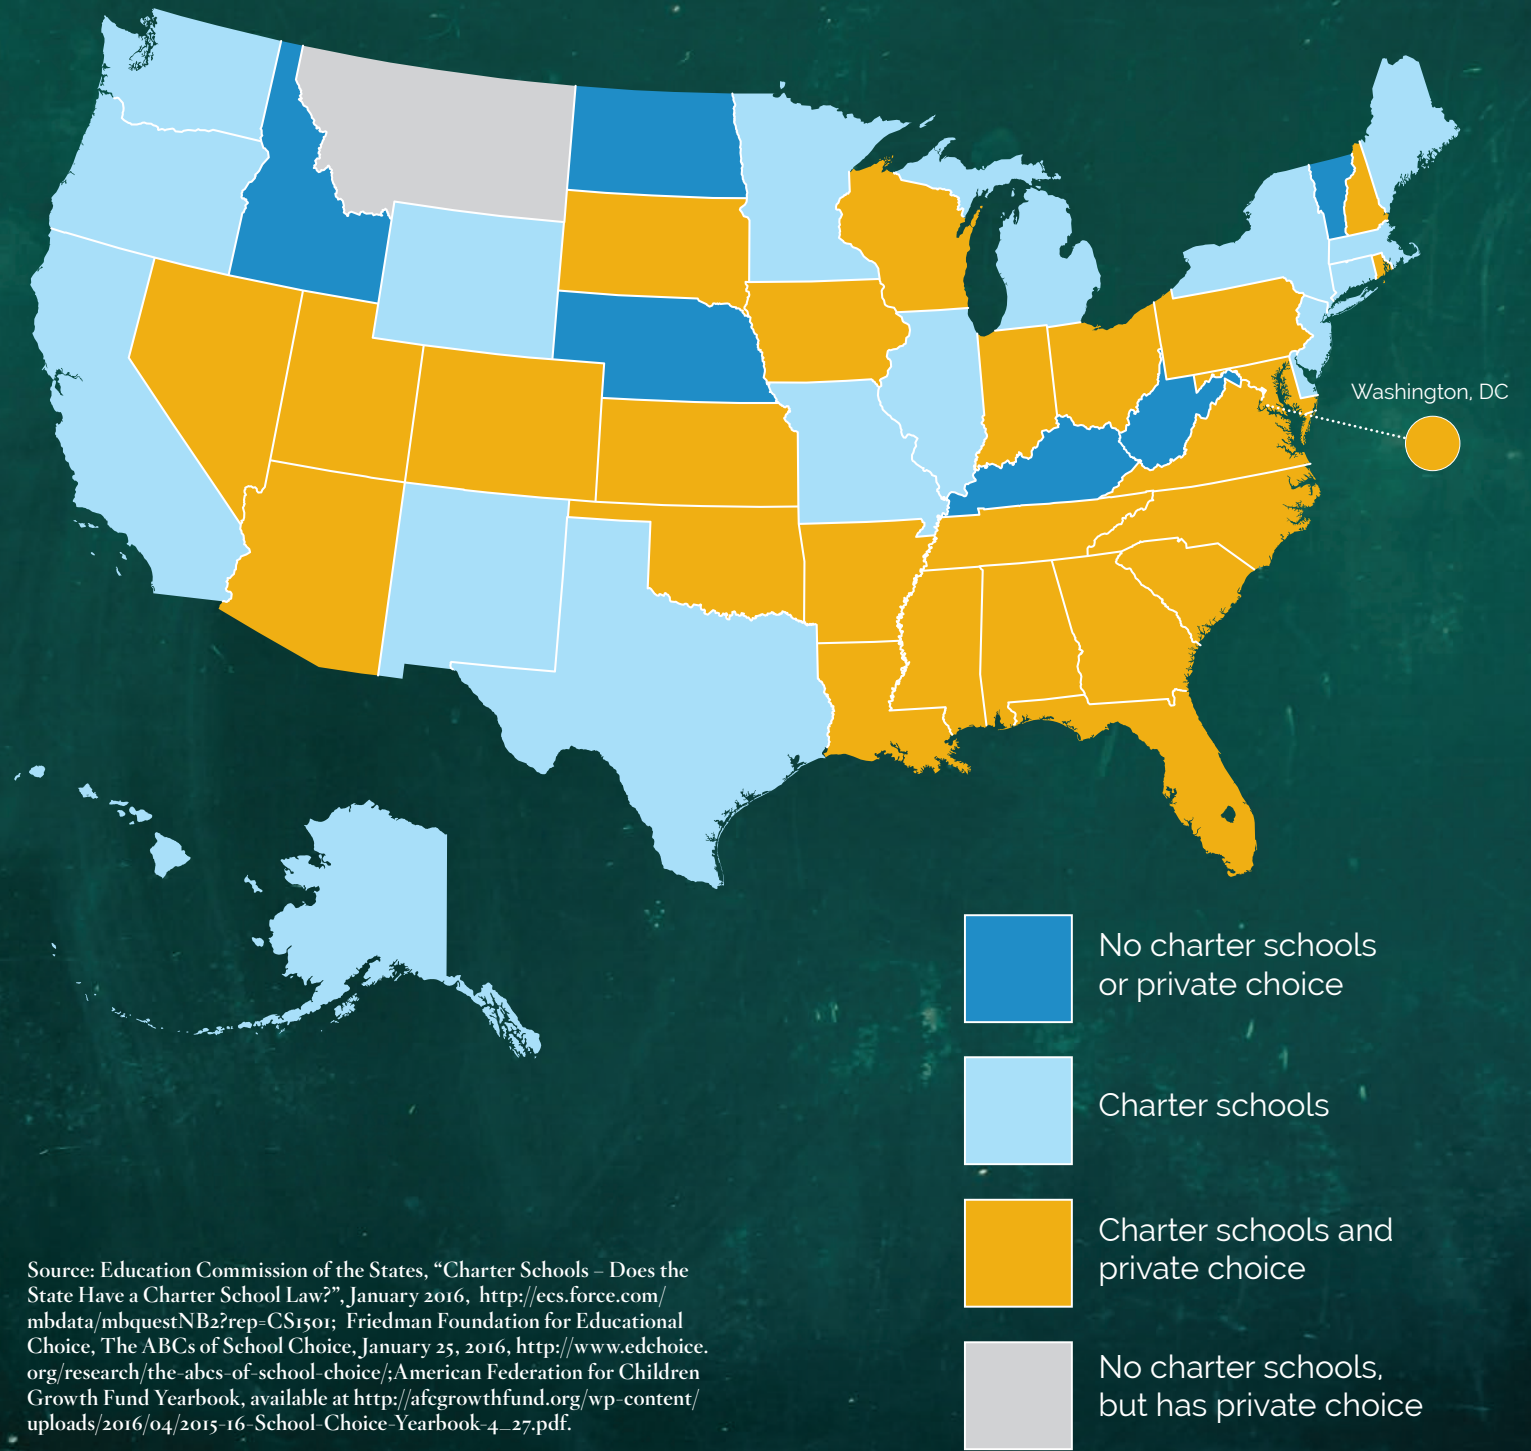 Washington, DC
No charter schools
or private choice
Charter schools
Charter schools and
private choice
No charter schools,
but has private choice
Source: Education Commission of the States, “Charter Schools – Does the
State Have a Charter School Law?”, January 2016, http://ecs.force.com/
mbdata/mbquestNB2?rep=CS1501; Friedman Foundation for Educational
Choice, The ABCs of School Choice, January 25, 2016, http://www.edchoice.
org/research/the-abcs-of-school-choice/;American Federation for Children
Growth Fund Yearbook, available at http://afcgrowthfund.org/wp-content/
uploads/2016/04/2015-16-School-Choice-Yearbook-4_27.pdf.